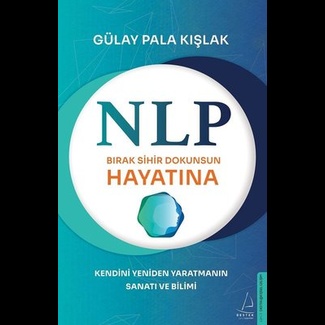 GÜLAY PALA KIŞLAK
NLP
BIRAK SİHİR DOKUNSUN
HAYATINA
KENDİNİ YENİDEN YARATMANIN
SANATI VE BİLİMİ
DESTEK